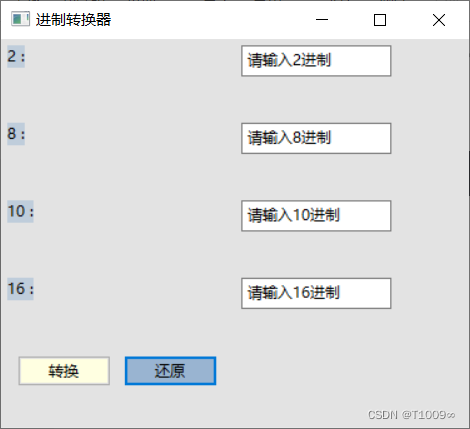 进制转换器
2 : 请输入2进制
8 : 请输入8进制
10 : 请输入10进制
16 : 请输入16进制
转换 还原
CSDN @T1009∞